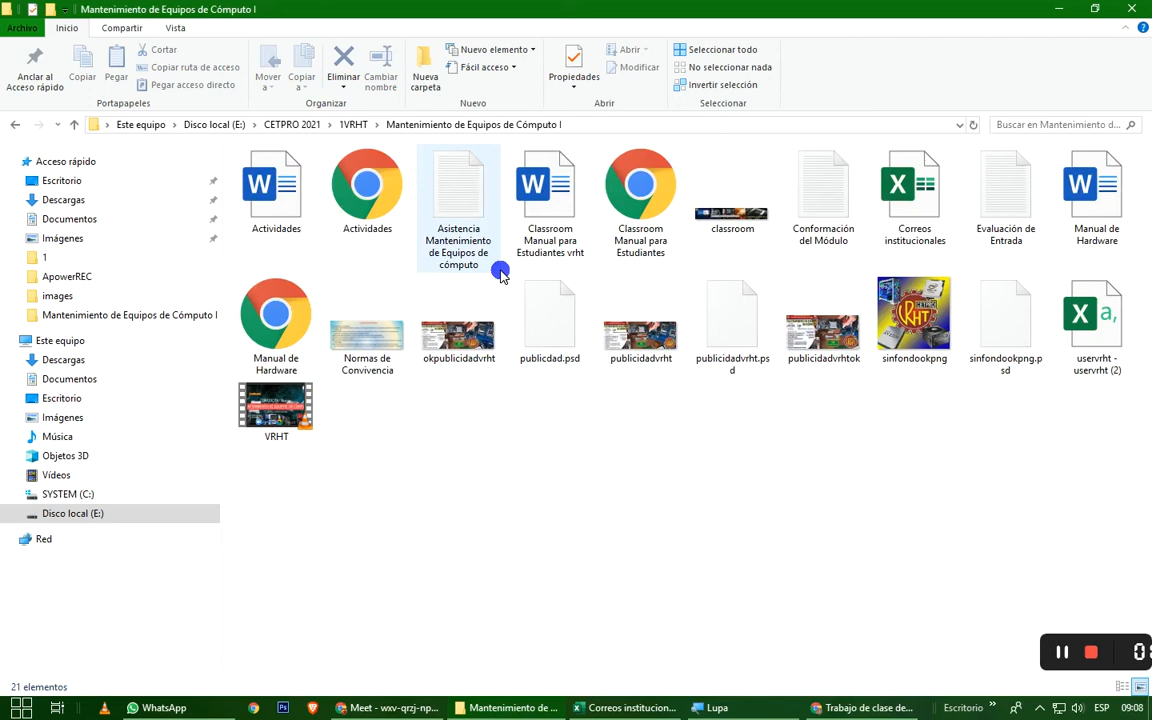 Mantenimiento de Equipos de Cómputo I
Archivo Inicio Compartir Vista
Anclar al Acceso rápido
Copiar
Pegar
Cortar
Copiar ruta de acceso
Pegar acceso directo
Portapapeles
Mover a
Copiar a
Eliminar
Cambiar nombre
Organizar
Nueva carpeta
Nuevo elemento
Fácil acceso
Nuevo
Propiedades
Abrir
Modificar
Abrir
Seleccionar todo
No seleccionar nada
Invertir selección
Seleccionar
Este equipo > Disco local (E:) > CETPRO 2021 > 1VRHT > Mantenimiento de Equipos de Cómputo I
Buscar en Mantenimiento d...
Acceso rápido
Escritorio
Descargas
Documentos
Imágenes
1
ApowerREC
images
Mantenimiento de Equipos de Cómputo I
Este equipo
Descargas
Documentos
Escritorio
Imágenes
Música
Objetos 3D
Vídeos
SYSTEM (C:)
Disco local (E:)
Red
Actividades
Actividades
Asistencia
Mantenimiento
de Equipos de
cómputo
Classroom
Manual para
Estudiantes vrht
Classroom
Manual para
Estudiantes
classroom
Conformación
del Módulo
Correos
institucionales
Evaluación de
Entrada
Manual de
Hardware
Manual de
Hardware
Normas de
Convivencia
okpublicidadvrht
publicdad.psd
publicidadvrht
publicidadvrht.ps
d
publicidadvrhtok
sinfondookpng
sinfondookpng.p
sd
uservrht -
uservrht (2)
VRHT
21 elementos
WhatsApp
Meet - wxv-qrzj-np...
Mantenimiento de ...
Correos institucion...
Lupa
Trabajo de clase de...
Escritorio
ESP
09:08